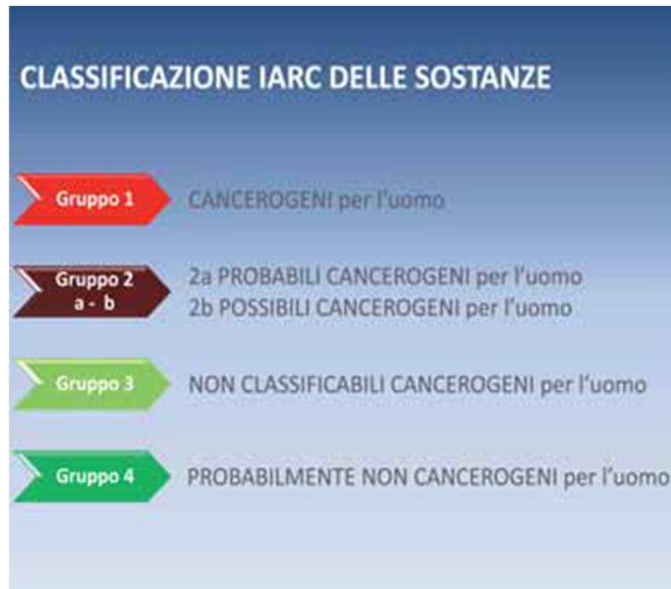 CLASSIFICAZIONE IARC DELLE SOSTANZE
Gruppo 1
CANCEROGENI per l'uomo
Gruppo 2
a - b
2a PROBABILI CANCEROGENI per l'uomo
2b POSSIBILI CANCEROGENI per l'uomo
Gruppo 3
NON CLASSIFICABILI CANCEROGENI per l'uomo
Gruppo 4
PROBABILMENTE NON CANCEROGENI per l'uomo